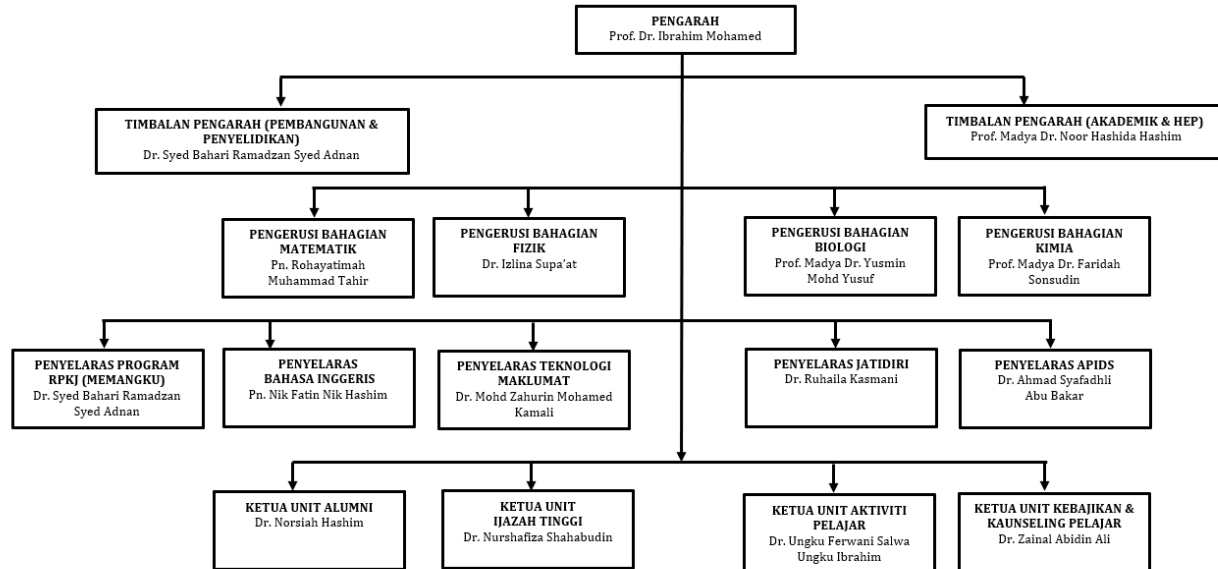 PENGARAH
Prof. Dr. Ibrahim Mohamed
TIMBALAN PENGARAH (PEMBANGUNAN &
PENYELIDIKAN)
Dr. Syed Bahari Ramadzan Syed Adnan
TIMBALAN PENGARAH (AKADEMIK & HEP)
Prof. Madya Dr. Noor Hashida Hashim
PENGERUSI BAHAGIAN
MATEMATIK
Pn. Rohayatimah
Muhammad Tahir
PENGERUSI BAHAGIAN
FIZIK
Dr. Izlina Supa'at
PENGERUSI BAHAGIAN
BIOLOGI
Prof. Madya Dr. Yusmin
Mohd Yusuf
PENGERUSI BAHAGIAN
KIMIA
Prof. Madya Dr. Faridah
Sonsudin
PENYELARAS PROGRAM
RPKJ (MEMANGKU)
Dr. Syed Bahari Ramadzan
Syed Adnan
PENYELARAS
BAHASA INGGERIS
Pn. Nik Fatin Nik Hashim
PENYELARAS TEKNOLOGI
MAKLUMAT
Dr. Mohd Zahurin Mohamed
Kamali
PENYELARAS JATIDIRI
Dr. Ruhaila Kasmani
PENYELARAS APIDS
Dr. Ahmad Syafadhli
Abu Bakar
KETUA UNIT ALUMNI
Dr. Norsiah Hashim
KETUA UNIT
IJAZAH TINGGI
Dr. Nurshafiza Shahabudin
KETUA UNIT AKTIVITI
PELAJAR
Dr. Ungku Ferwani Salwa
Ungku Ibrahim
KETUA UNIT KEBAJIKAN &
KAUNSELING PELAJAR
Dr. Zainal Abidin Ali